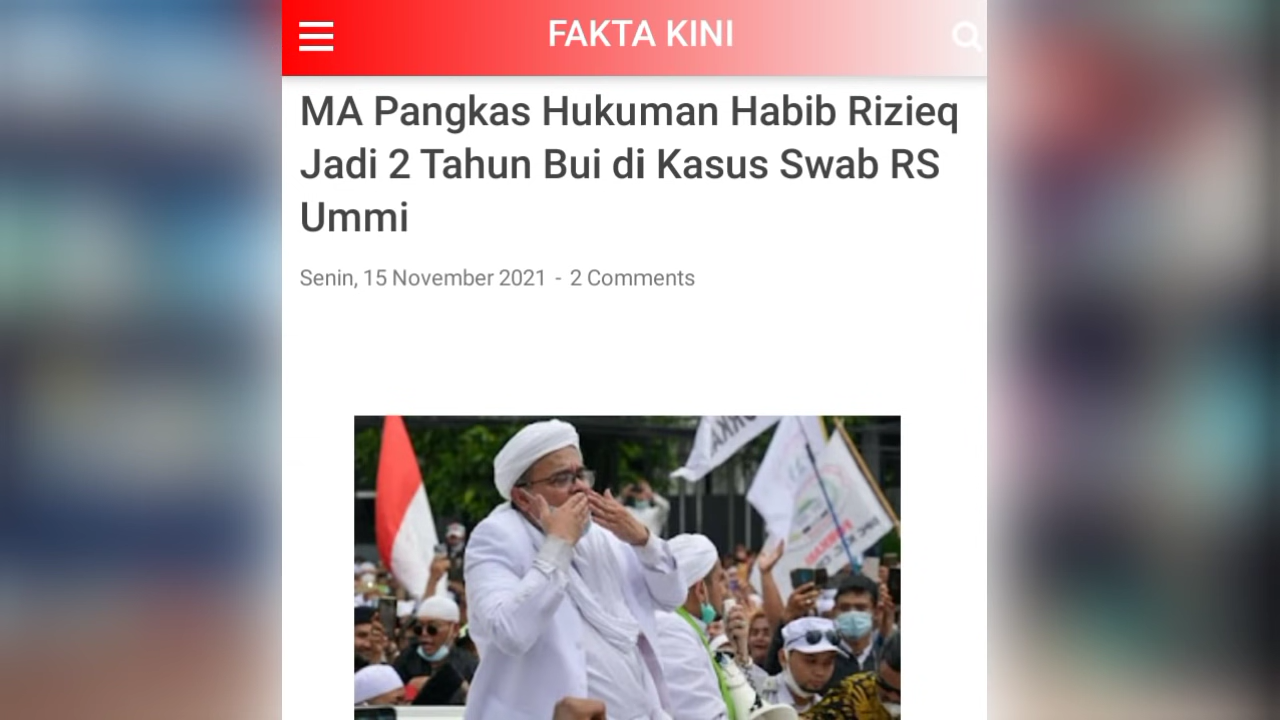 FAKTA KINI
MA Pangkas Hukuman Habib Rizieq
Jadi 2 Tahun Bui di Kasus Swab RS
Ummi
Senin, 15 November 2021 - 2 Comments